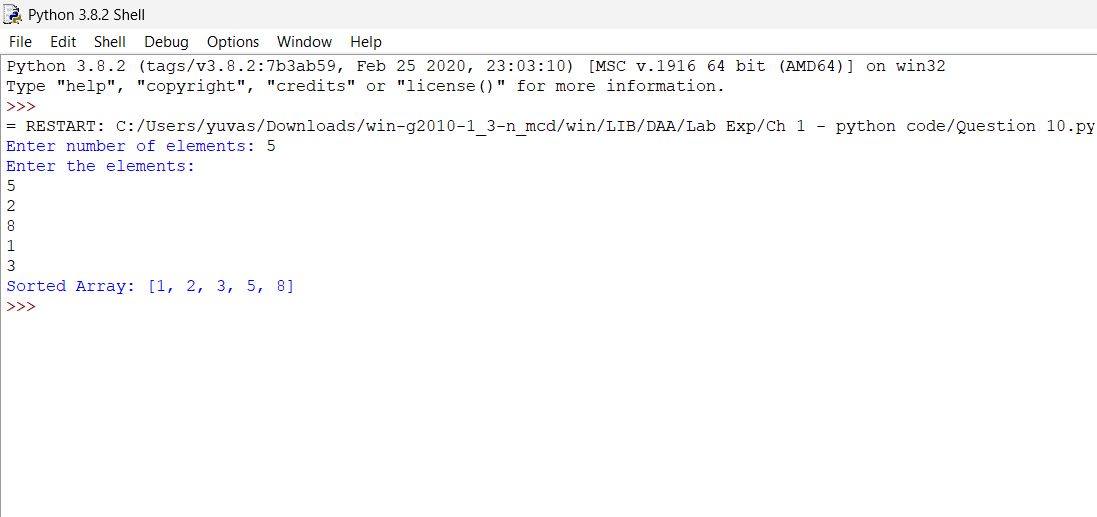 Python 3.8.2 Shell
File Edit Shell Debug Options Window Help
Python 3.8.2 (tags/v3.8.2:7b3ab59, Feb 25 2020, 23:03:10) [MSC v.1916 64 bit (AMD64)] on win32
Type "help", "copyright", "credits" or "license()" for more information.
>>>
= RESTART: C:/Users/yuvas/Downloads/win-g2010-1_3-n_mcd/win/LIB/DAA/Lab Exp/Ch 1 - python code/Question 10.py
Enter number of elements: 5
Enter the elements:
5
2
8
1
3
Sorted Array: [1, 2, 3, 5, 8]
>>>